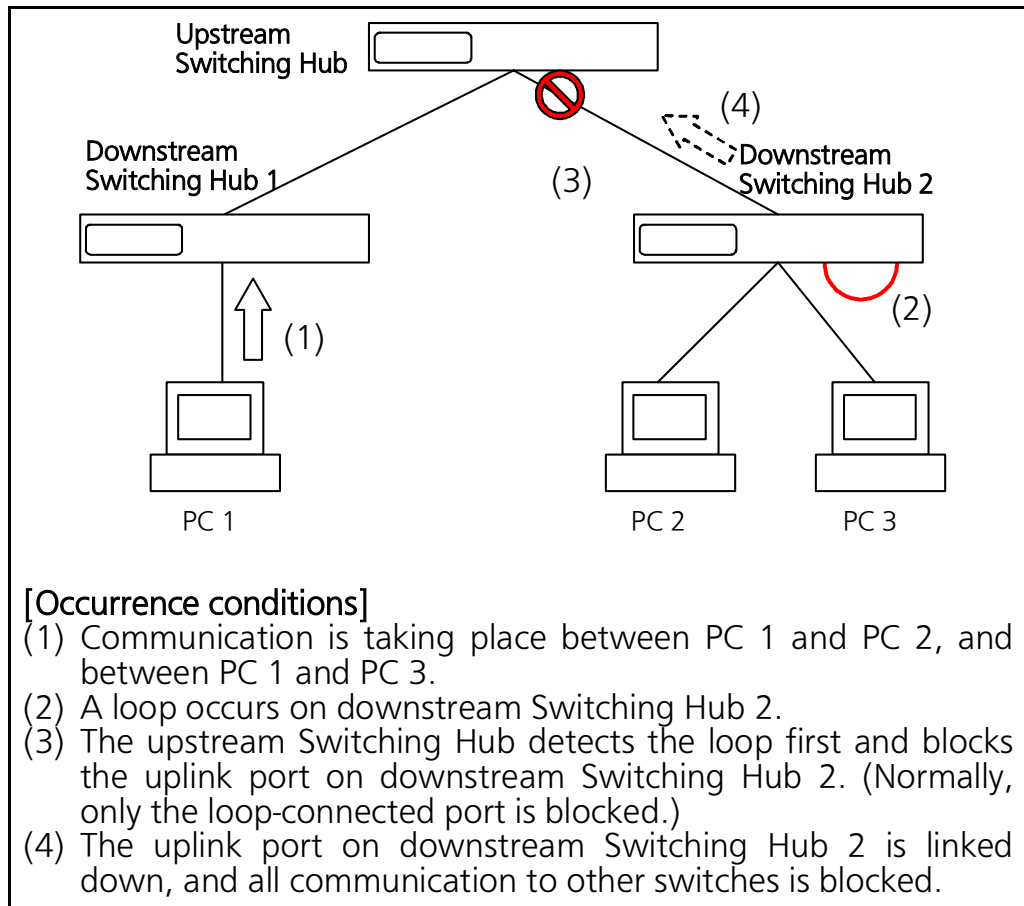 Upstream
Switching Hub
(4)
Downstream
Switching Hub 1
(3)
Downstream
Switching Hub 2
(1)
(2)
PC 1
PC 2
PC 3
[Occurrence conditions]
(1) Communication is taking place between PC 1 and PC 2, and
between PC 1 and PC 3.
(2) A loop occurs on downstream Switching Hub 2.
(3) The upstream Switching Hub detects the loop first and blocks
the uplink port on downstream Switching Hub 2. (Normally,
only the loop-connected port is blocked.)
(4) The uplink port on downstream Switching Hub 2 is linked
down, and all communication to other switches is blocked.